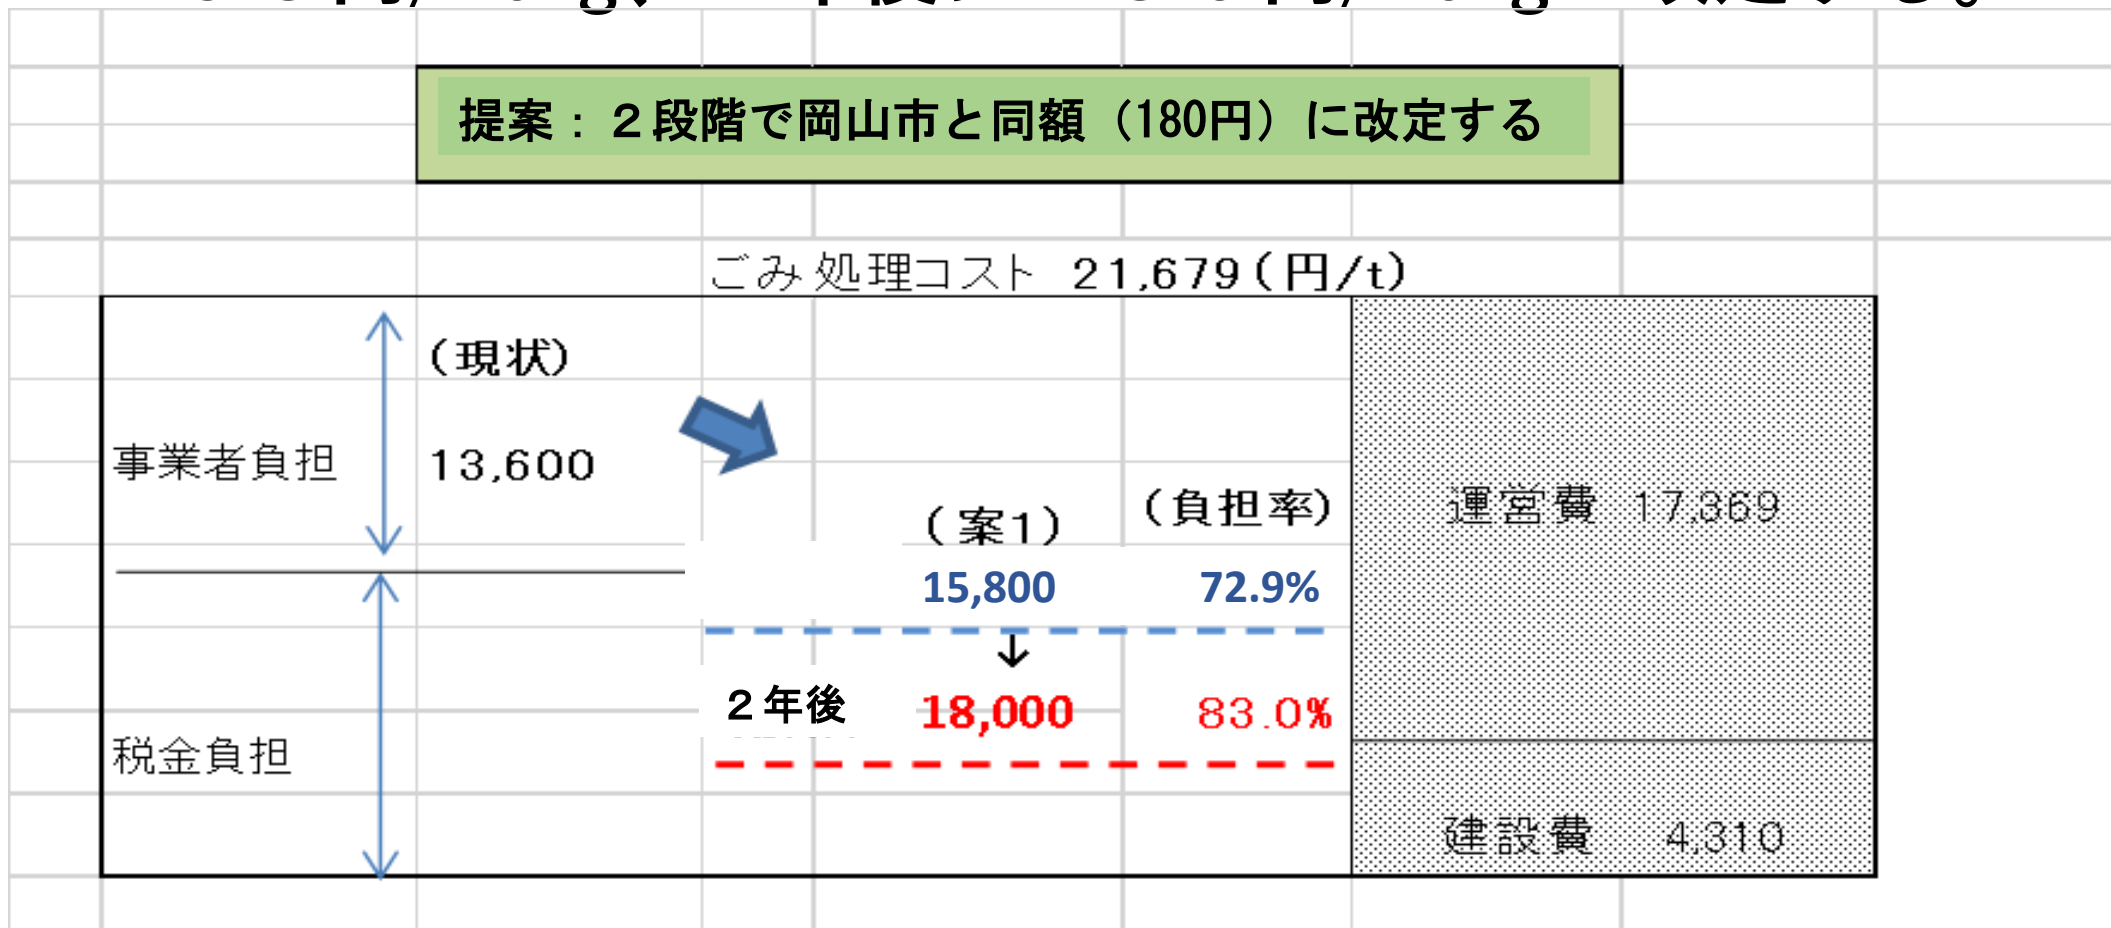 提案：２段階で岡山市と同額（180円）に改定する
ごみ処理コスト 21,679(円/t)
(現状)
事業者負担 13,600
(案1) (負担率)
運営費 17,369
15,800 72.9%
↓
２年後 18,000 83.0%
税金負担
建設費 4,310